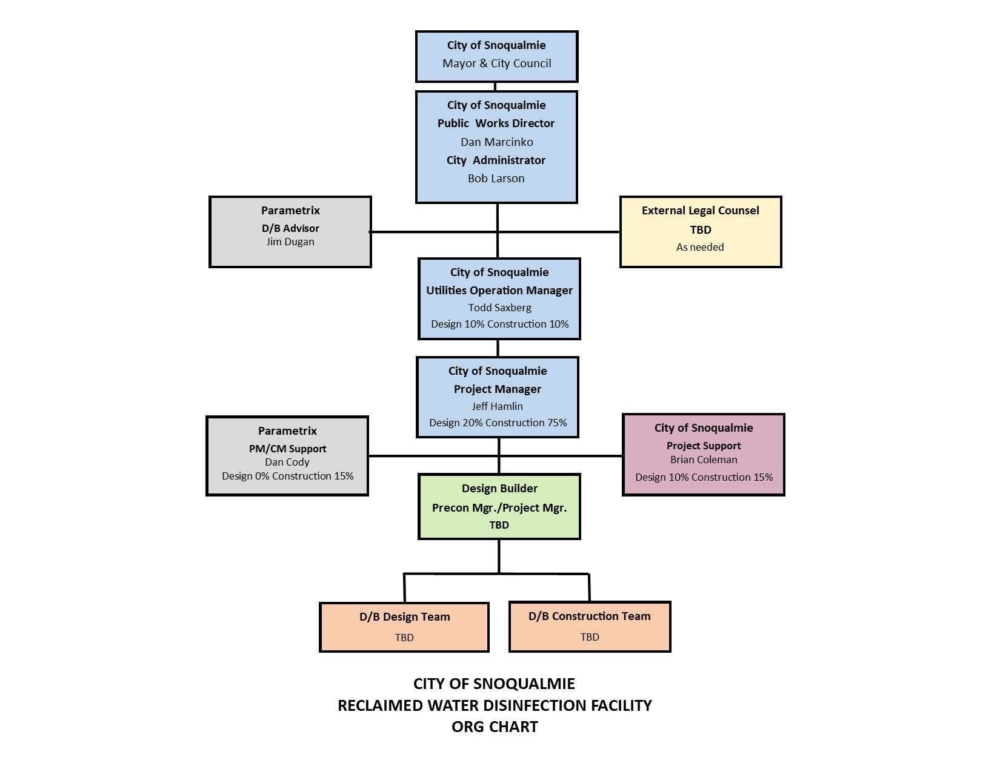 City of Snoqualmie
Mayor & City Council
City of Snoqualmie
Public Works Director
Dan Marcinko
City Administrator
Bob Larson
Parametrix
D/B Advisor
Jim Dugan
External Legal Counsel
TBD
As needed
City of Snoqualmie
Utilities Operation Manager
Todd Saxberg
Design 10% Construction 10%
City of Snoqualmie
Project Manager
Jeff Hamlin
Design 20% Construction 75%
Parametrix
PM/CM Support
Dan Cody
Design 0% Construction 15%
City of Snoqualmie
Project Support
Brian Coleman
Design 10% Construction 15%
Design Builder
Precon Mgr./Project Mgr.
TBD
D/B Design Team
TBD
D/B Construction Team
TBD
CITY OF SNOQUALMIE
RECLAIMED WATER DISINFECTION FACILITY
ORG CHART